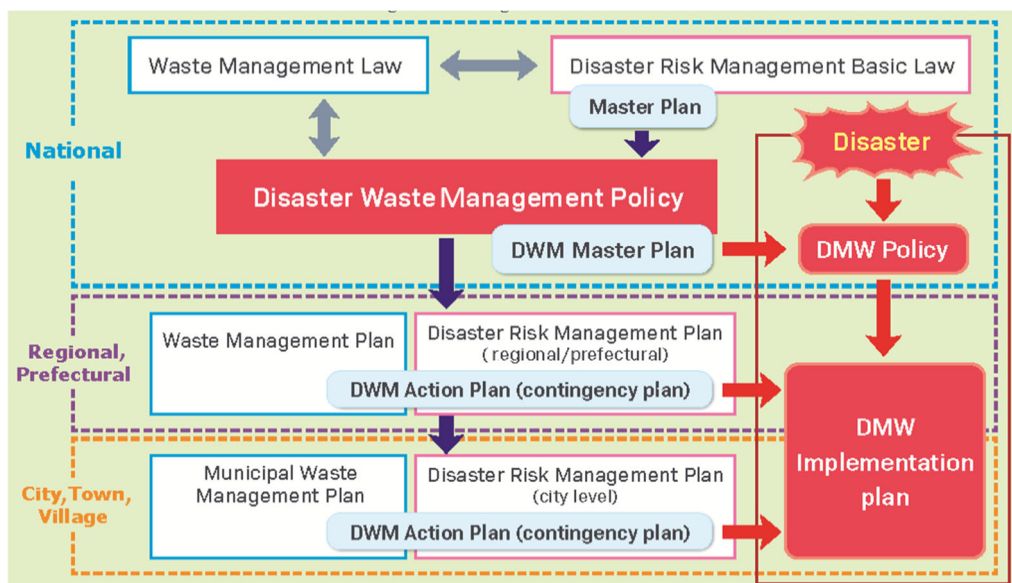 Waste Management Law
Disaster Risk Management Basic Law
Master Plan
Disaster
National
Disaster Waste Management Policy
DWM Master Plan
DMW Policy
Waste Management Plan
Disaster Risk Management Plan
(regional/prefectural)
Regional,
Prefectural
DWM Action Plan (contingency plan)
DMW
Implementation
plan
Municipal Waste
Management Plan
Disaster Risk Management Plan
(city level)
City,Town,
Village
DWM Action Plan (contingency plan)